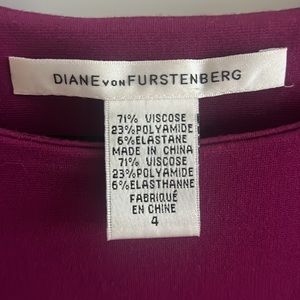 DIANE VON FURSTENBERG
71% VISCOSE
23%POLYAMIDE
6%ELASTANE
MADE IN CHINA
71% VISCOSE
23%POLYAMIDE
6%ELASTHANNE
FABRIQUÉ
EN CHINE
4